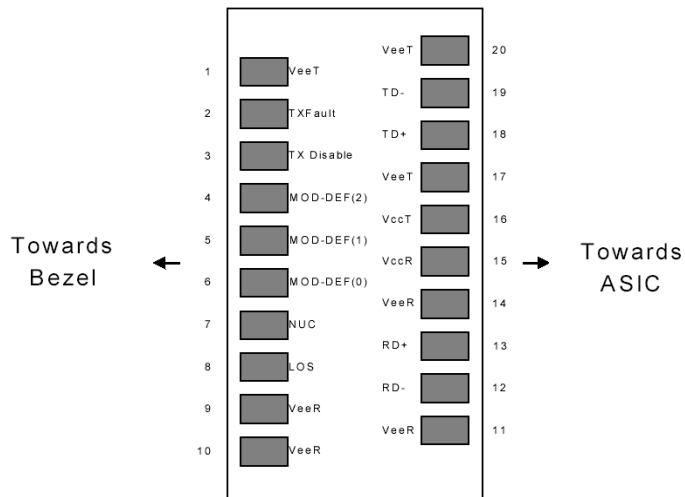 VeeT 20
1 VeeT
TD- 19
2 TXFault
TD+ 18
3 TX Disable
VeeT 17
4 MOD-DEF(2)
VccT 16
5 MOD-DEF(1)
Towards
Bezel
VccR 15
Towards
ASIC
6 MOD-DEF(0)
VeeR 14
7 NUC
RD+ 13
8 LOS
RD- 12
9 VeeR
VeeR 11
10 VeeR